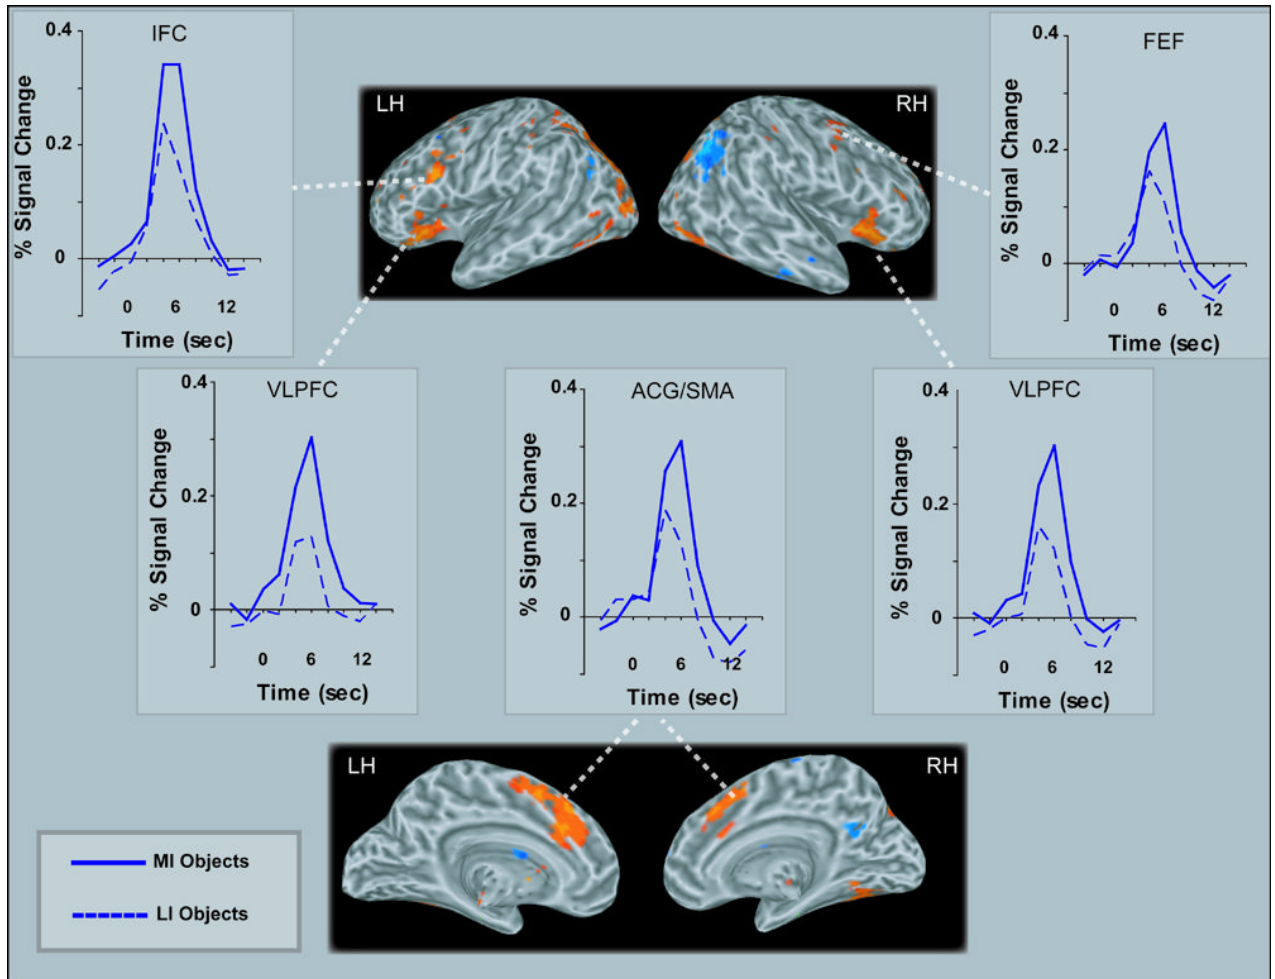 IFC
0.4
0.2
0
% Signal Change
0 6 12
Time (sec)
LH
RH
FEF
0.4
0.2
0
% Signal Change
0 6 12
Time (sec)
VLPFC
0.4
0.2
0
% Signal Change
0 6 12
Time (sec)
ACG/SMA
0.4
0.2
0
% Signal Change
0 6 12
Time (sec)
VLPFC
0.4
0.2
0
% Signal Change
0 6 12
Time (sec)
LH
RH
MI Objects
LI Objects